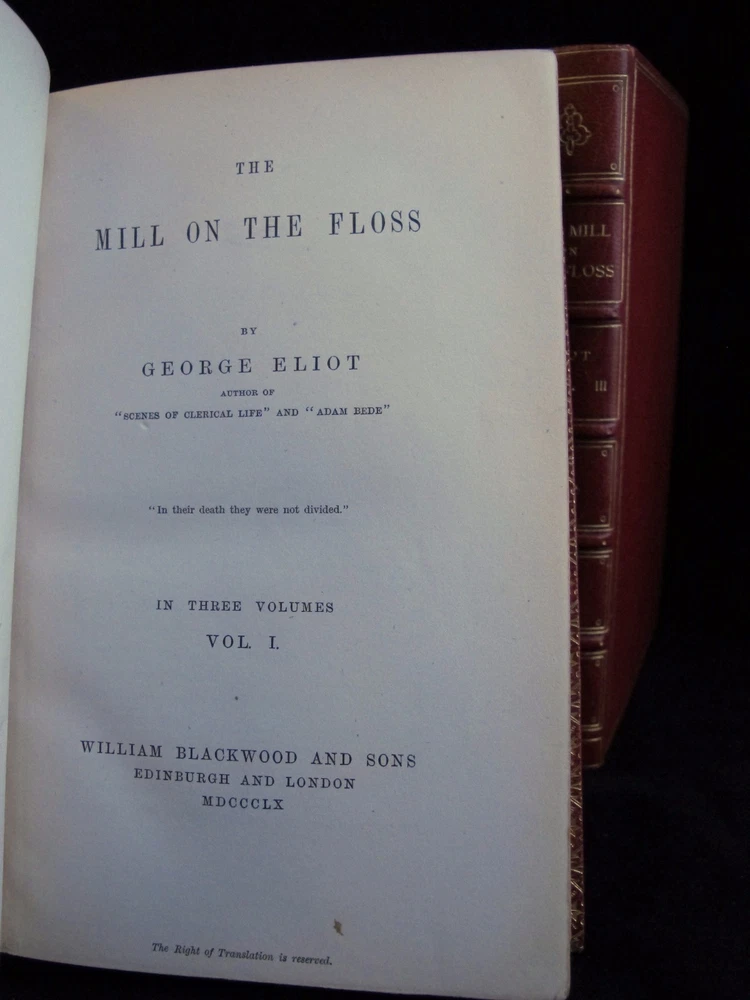 THE
MILL ON THE FLOSS
BY
GEORGE ELIOT
AUTHOR OF
"SCENES OF CLERICAL LIFE" AND "ADAM BEDE"
"In their death they were not divided."
IN THREE VOLUMES
VOL. I.
WILLIAM BLACKWOOD AND SONS
EDINBURGH AND LONDON
MDCCCLX
The Right of Translation is reserved.
MILL
FLOSS
III